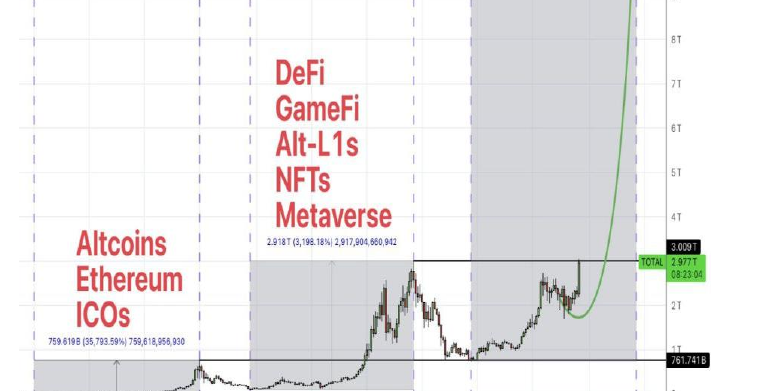 DeFi
GameFi
Alt-L1s
NFTs
Metaverse
2.918T (3,198.18%) 2,917,904,660,942
Altcoins
Ethereum
ICOs
759.619B (35,793.59%) 759,618,956,930
8T
7T
6T
5T
4T
3.009T
TOTAL 2.977T
08:23:04
2T
1T
761.741B